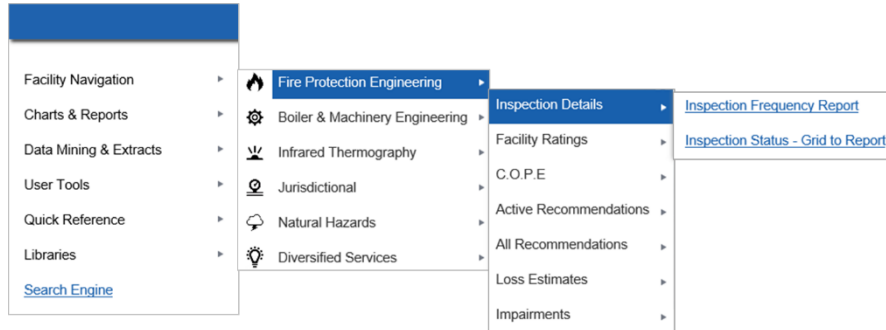 Facility Navigation
Charts & Reports
Data Mining & Extracts
User Tools
Quick Reference
Libraries
Search Engine
Fire Protection Engineering
Boiler & Machinery Engineering
Infrared Thermography
Jurisdictional
Natural Hazards
Diversified Services
Inspection Details
Facility Ratings
C.O.P.E
Active Recommendations
All Recommendations
Loss Estimates
Impairments
Inspection Frequency Report
Inspection Status - Grid to Report